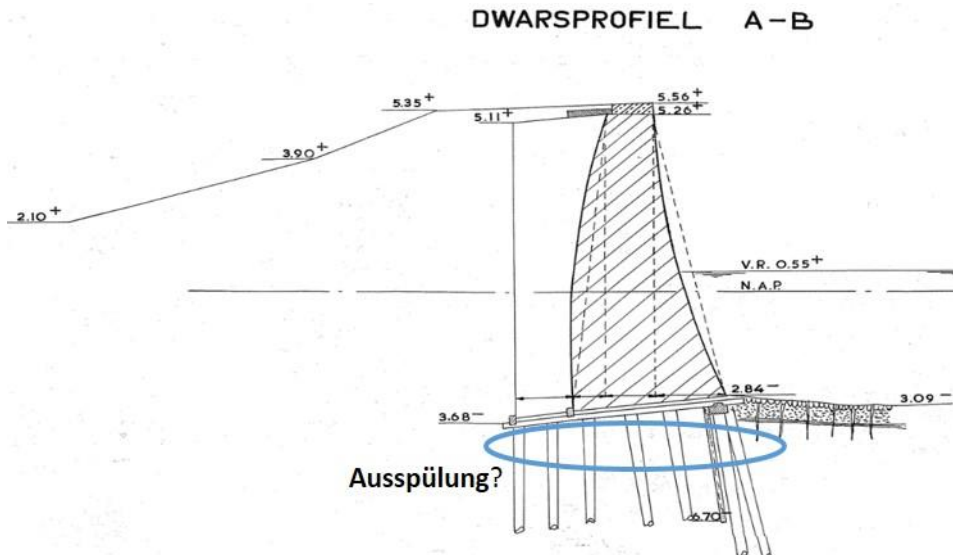 DWARSPROFIEL A-B
5.35+
5.56+
5.11+
5.26+
3.90+
2.10+
V.R. 0.55+
N.A.P.
2.84-
3.09-
3.68-
Ausspülung?
6.70-